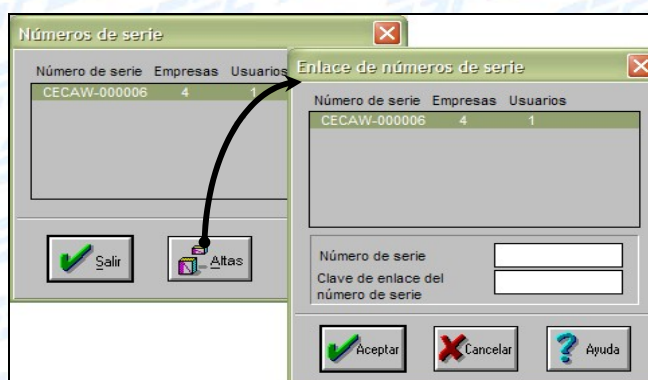 Números de serie
Número de serie Empresas Usuarios
CECAW-000006 4 1
Salir
Altas
Enlace de números de serie
Número de serie Empresas Usuarios
CECAW-000006 4 1
Número de serie
Clave de enlace del
número de serie
Aceptar
Cancelar
Ayuda